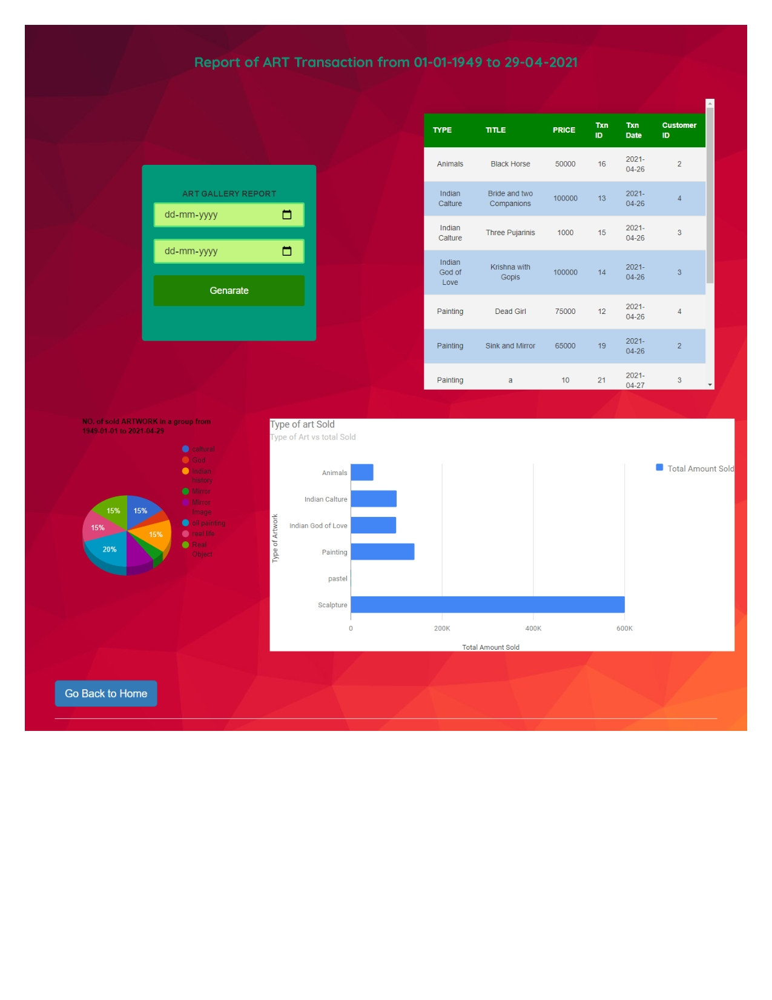 Report of ART Transaction from 01-01-1949 to 29-04-2021
ART GALLERY REPORT
dd-mm-yyyy
dd-mm-yyyy
Genarate
TYPE TITLE PRICE Txn ID Txn Date Customer ID
Animals Black Horse 50000 16 2021-04-26 2
Indian Calture Bride and two Companions 100000 13 2021-04-26 4
Indian Calture Three Pujarinis 1000 15 2021-04-26 3
Indian God of Love Krishna with Gopis 100000 14 2021-04-26 3
Painting Dead Girl 75000 12 2021-04-26 4
Painting Sink and Mirror 65000 19 2021-04-26 2
Painting a 10 21 2021-04-27 3
NO. of sold ARTWORK in a group from
1949-01-01 to 2021-04-29
caltural
God
Indian
history
Mirror
Mirror
Image
oil painting
real life
Real
Object
15%
15%
15%
15%
20%
Type of art Sold
Type of Art vs total Sold
Total Amount Sold
Type of Artwork
Animals
Indian Calture
Indian God of Love
Painting
pastel
Scalpture
0 200K 400K 600K
Total Amount Sold
Go Back to Home